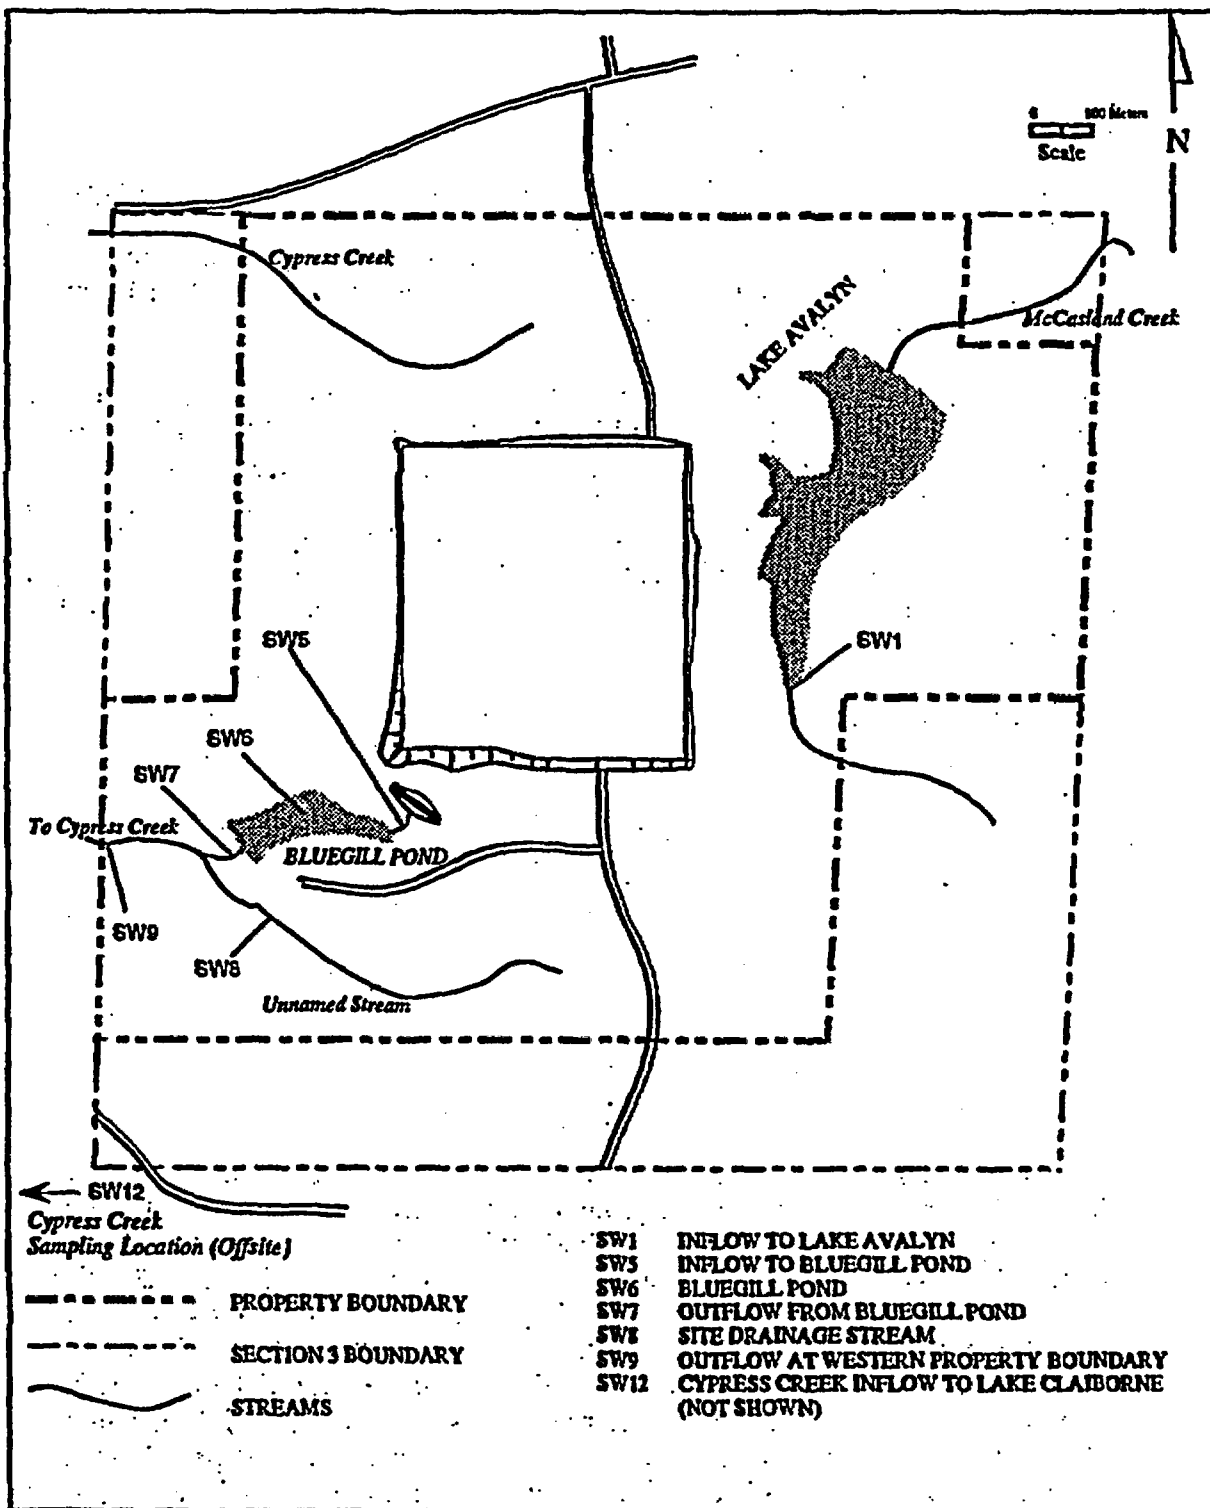 0
Meters
Scale
N
Cypress Creek
LAKE AVALYN
McCasland Creek
SW5
SW1
SW6
SW7
To Cypress Creek
BLUEGILL POND
SW9
SW8
Unnamed Stream
SW12
Cypress Creek
Sampling Location (Offsite)
PROPERTY BOUNDARY
SECTION 3 BOUNDARY
STREAMS
SW1 INFLOW TO LAKE AVALYN
SW5 INFLOW TO BLUEGILL POND
SW6 BLUEGILL POND
SW7 OUTFLOW FROM BLUEGILL POND
SW8 SITE DRAINAGE STREAM
SW9 OUTFLOW AT WESTERN PROPERTY BOUNDARY
SW12 CYPRESS CREEK INFLOW TO LAKE CLAIBORNE
(NOT SHOWN)